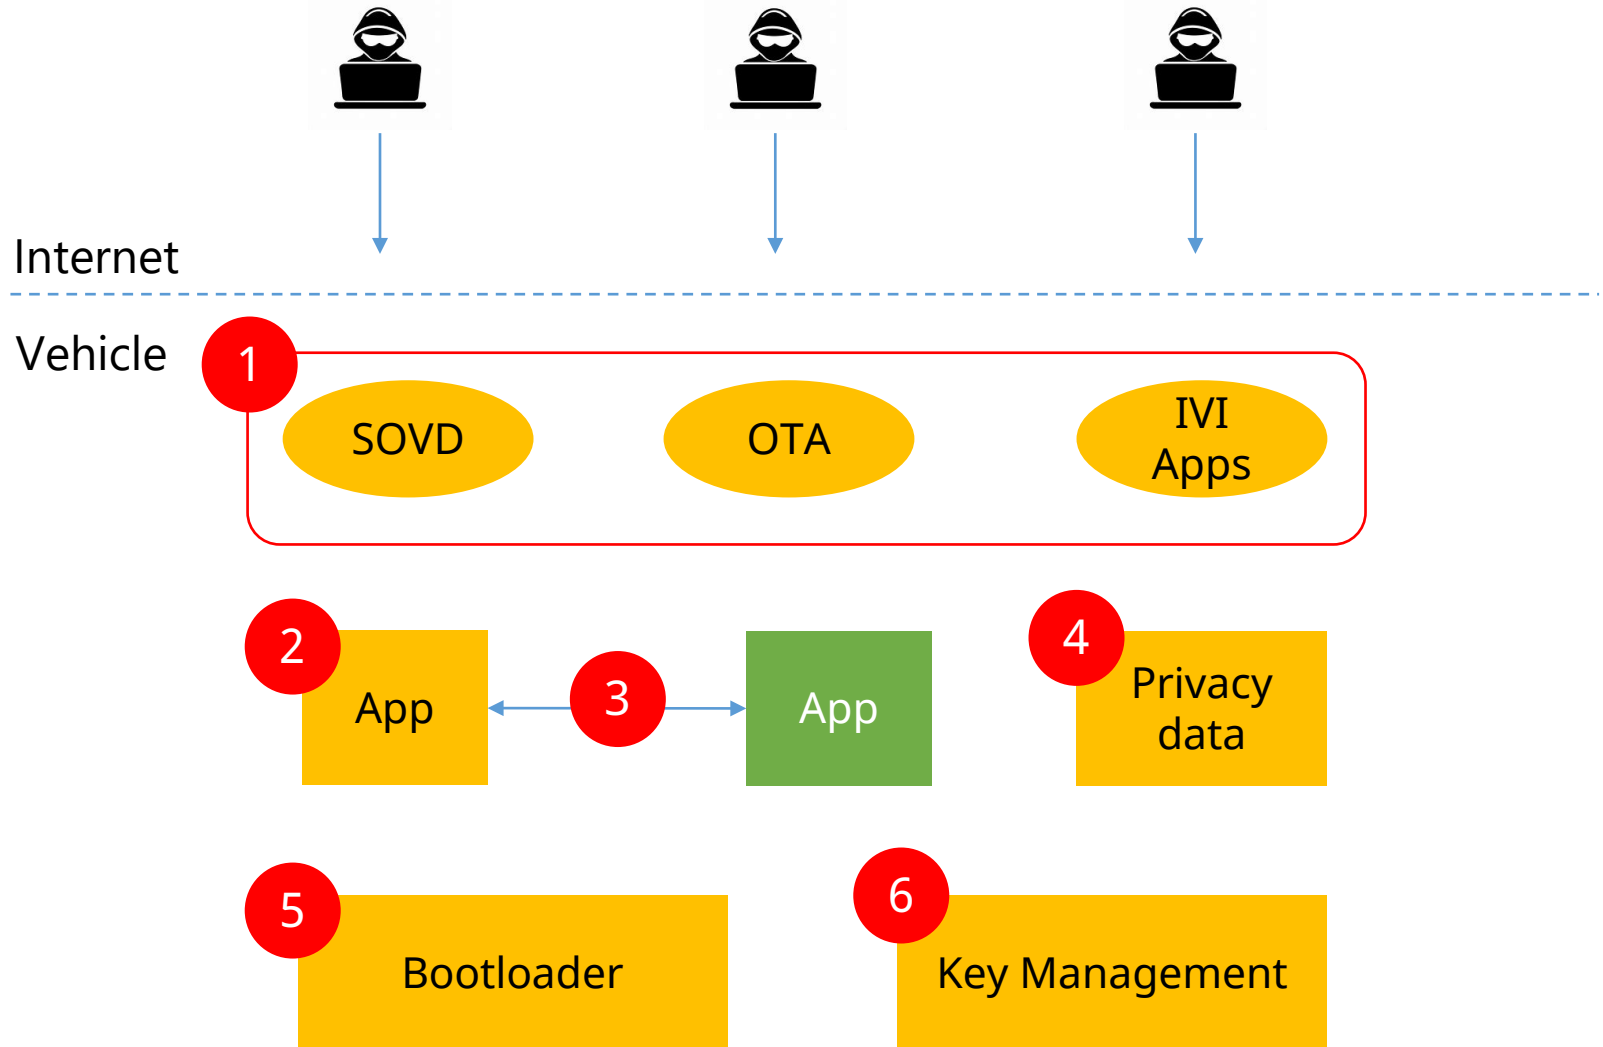 Internet
Vehicle
1
SOVD
OTA
IVI
Apps
2
App
3
App
4
Privacy
data
5
Bootloader
6
Key Management